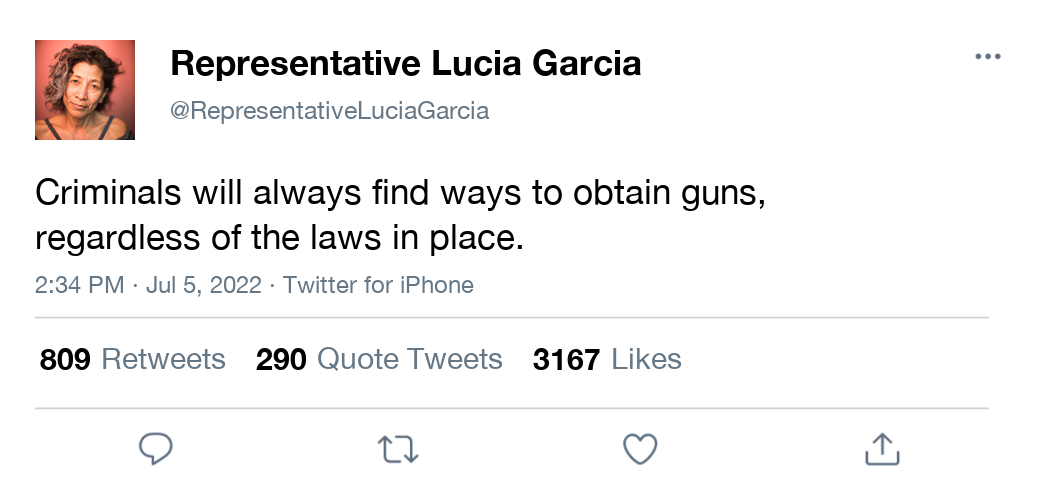 Representative Lucia Garcia
@RepresentativeLuciaGarcia
Criminals will always find ways to obtain guns,
regardless of the laws in place.
2:34 PM · Jul 5, 2022 · Twitter for iPhone
809 Retweets 290 Quote Tweets 3167 Likes